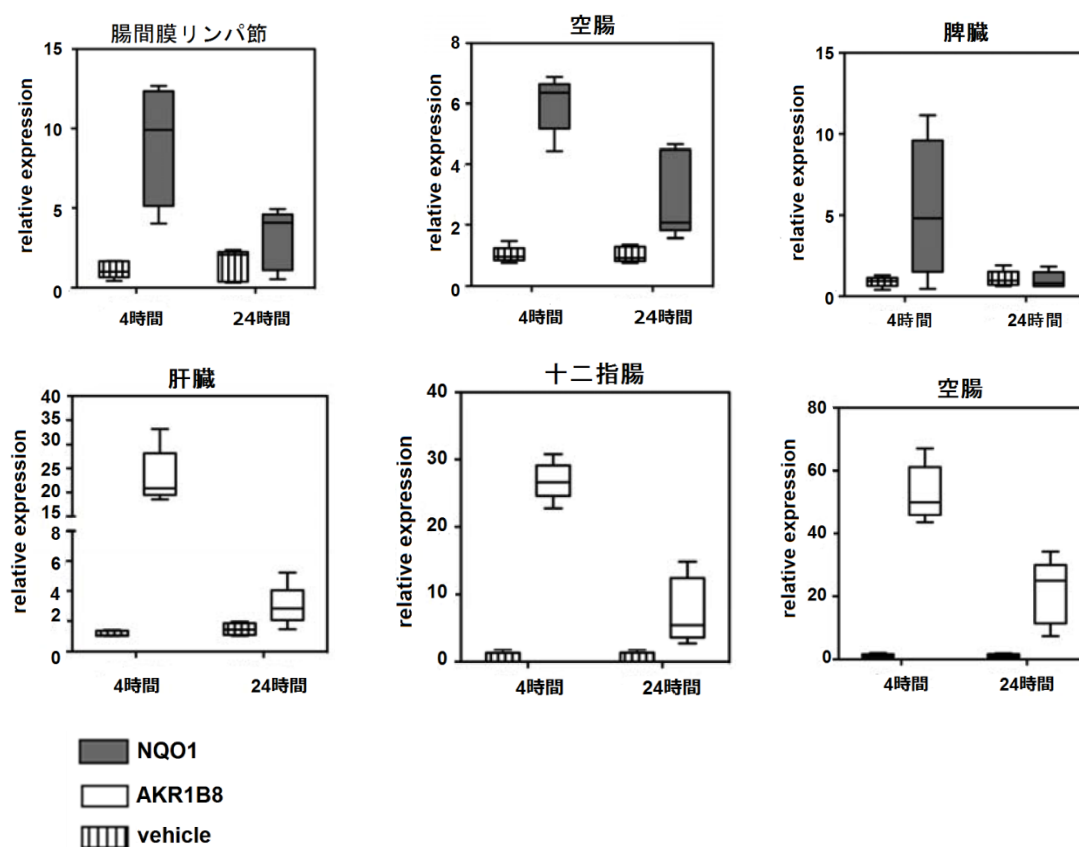 腸間膜リンパ節
relative expression
15
10
5
0
4時間
24時間
空腸
relative expression
8
6
4
2
0
4時間
24時間
脾臓
relative expression
15
10
5
0
4時間
24時間
肝臓
relative expression
40
35
30
25
20
15
8
6
4
2
0
4時間
24時間
十二指腸
relative expression
40
30
20
10
0
4時間
24時間
空腸
relative expression
80
60
40
20
0
4時間
24時間
NQO1
AKR1B8
vehicle